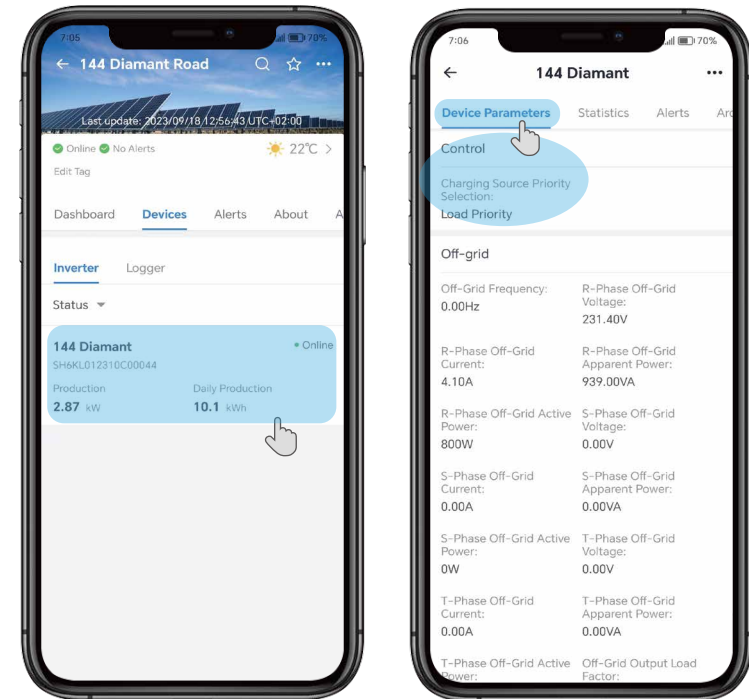 7:05
70%
144 Diamant Road
Last update: 2023/09/18 12:56:43 UTC+02:00
Online No Alerts
22℃
Edit Tag
Dashboard Devices Alerts About A
Inverter Logger
Status
144 Diamant
Online
SH6KL012310C00044
Production Daily Production
2.87 kW 10.1 kWh
7:06
70%
144 Diamant
Device Parameters Statistics Alerts Arc
Control
Charging Source Priority
Selection:
Load Priority
Off-grid
Off-Grid Frequency:
0.00Hz
R-Phase Off-Grid
Voltage:
231.40V
R-Phase Off-Grid
Current:
4.10A
R-Phase Off-Grid
Apparent Power:
939.00VA
R-Phase Off-Grid Active
Power:
800W
S-Phase Off-Grid
Voltage:
0.00V
S-Phase Off-Grid
Current:
0.00A
S-Phase Off-Grid
Apparent Power:
0.00VA
S-Phase Off-Grid Active
Power:
0W
T-Phase Off-Grid
Voltage:
0.00V
T-Phase Off-Grid
Current:
0.00A
T-Phase Off-Grid
Apparent Power:
0.00VA
T-Phase Off-Grid Active
Power:
Off-Grid Output Load
Factor: